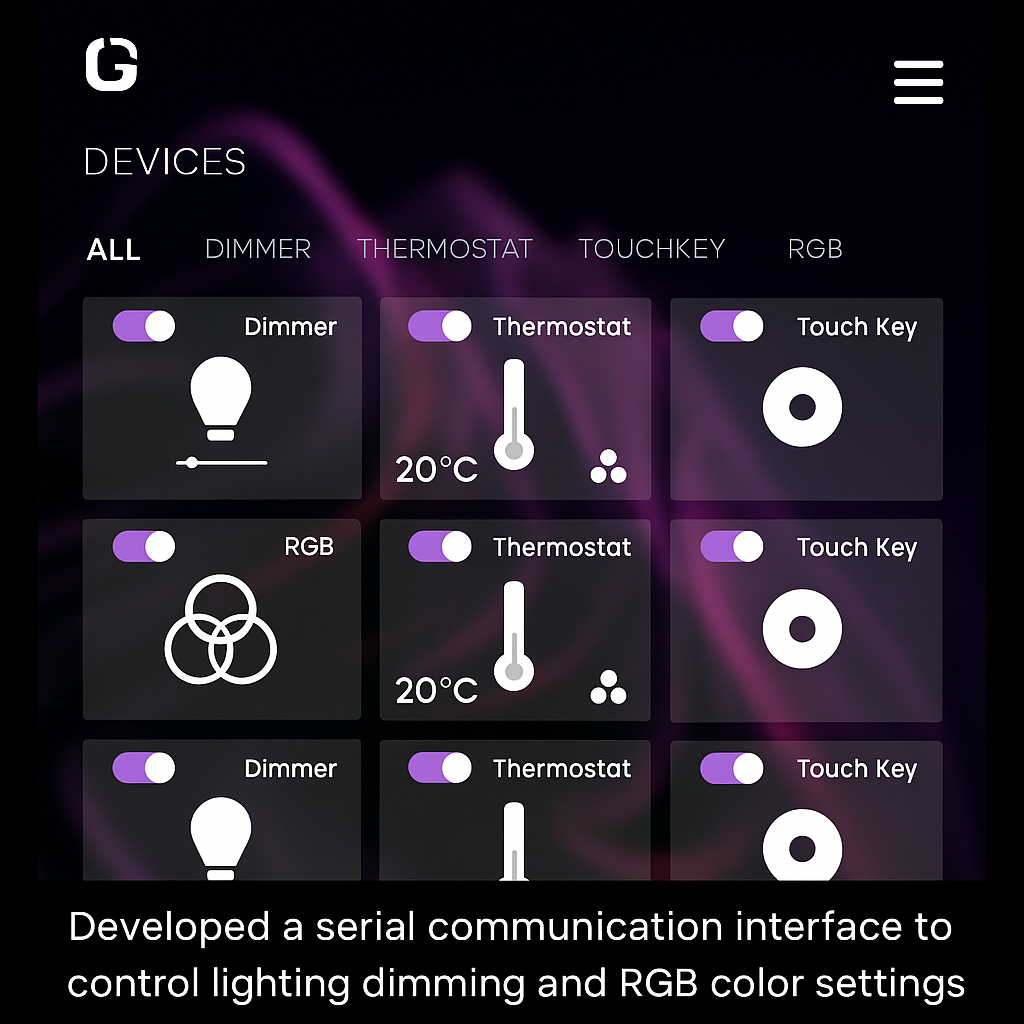 G
DEVICES
ALL DIMMER THERMOSTAT TOUCHKEY RGB
Dimmer Thermostat Touch Key
20°C
RGB Thermostat Touch Key
20°C
Dimmer Thermostat Touch Key
Developed a serial communication interface to
control lighting dimming and RGB color settings